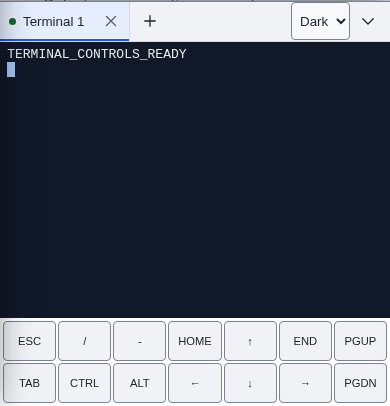 Terminal 1
Dark
TERMINAL_CONTROLS_READY
ESC / - HOME ↑ END PGUP
TAB CTRL ALT ← ↓ → PGDN